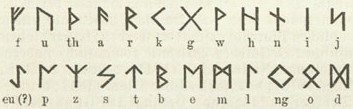 ᚠ ᚢ ᚦ ᚨ ᚱ ᚲ ᚷ ᚹ ᚺ ᚾ ᛁ ᛃ
f u th a r k g w h n i j
ᛇ ᛈ ᛉ ᛊ ᛏ ᛒ ᛖ ᛗ ᛚ ᛜ ᛟ ᛞ
eu (?) p z s t b e m l ng o d